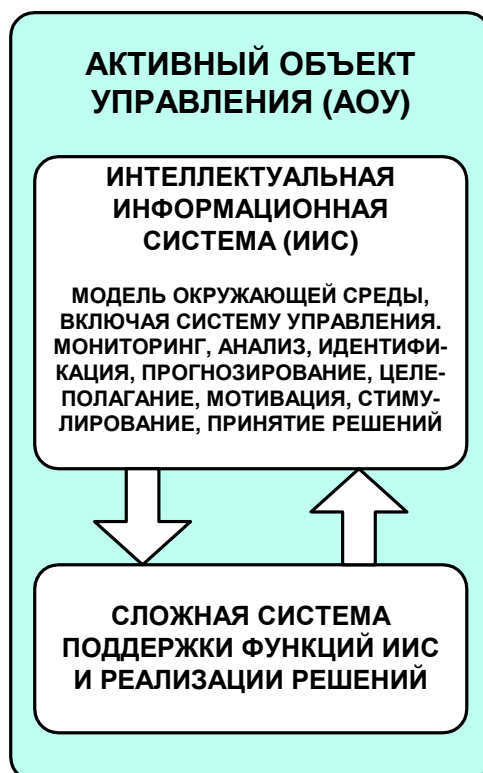 АКТИВНЫЙ ОБЪЕКТ
УПРАВЛЕНИЯ (АОУ)
ИНТЕЛЛЕКТУАЛЬНАЯ
ИНФОРМАЦИОННАЯ
СИСТЕМА (ИИС)
МОДЕЛЬ ОКРУЖАЮЩЕЙ СРЕДЫ,
ВКЛЮЧАЯ СИСТЕМУ УПРАВЛЕНИЯ.
МОНИТОРИНГ, АНАЛИЗ, ИДЕНТИФИ-
КАЦИЯ, ПРОГНОЗИРОВАНИЕ, ЦЕЛЕ-
ПОЛАГАНИЕ, МОТИВАЦИЯ, СТИМУ-
ЛИРОВАНИЕ, ПРИНЯТИЕ РЕШЕНИЙ
СЛОЖНАЯ СИСТЕМА
ПОДДЕРЖКИ ФУНКЦИЙ ИИС
И РЕАЛИЗАЦИИ РЕШЕНИЙ